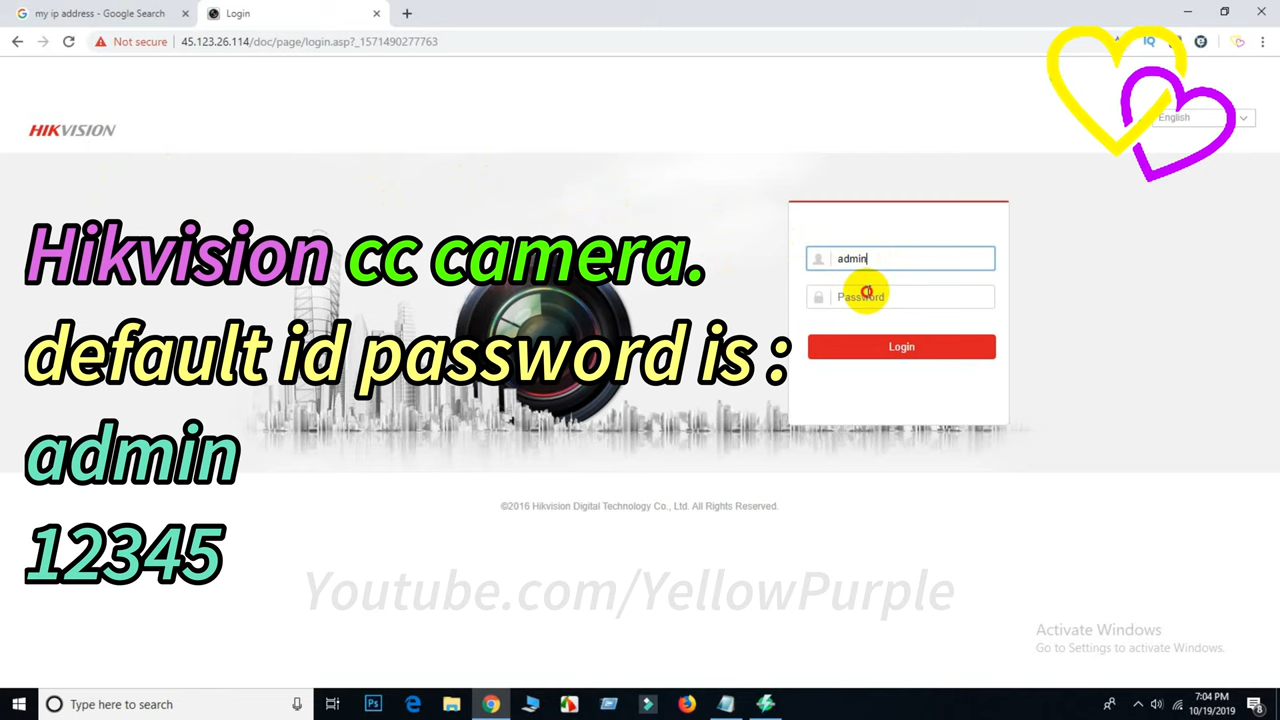 my ip address - Google Search
Login
Not secure
45.123.26.114/doc/page/login.asp?_1571490277763
IQ
HIKVISION
English
Hikvision cc camera.
default id password is :
admin
12345
admin
Password
Login
©2016 Hikvision Digital Technology Co., Ltd. All Rights Reserved.
Youtube.com/YellowPurple
Activate Windows
Go to Settings to activate Windows.
Type here to search
Ps
7:04 PM
10/19/2019
8